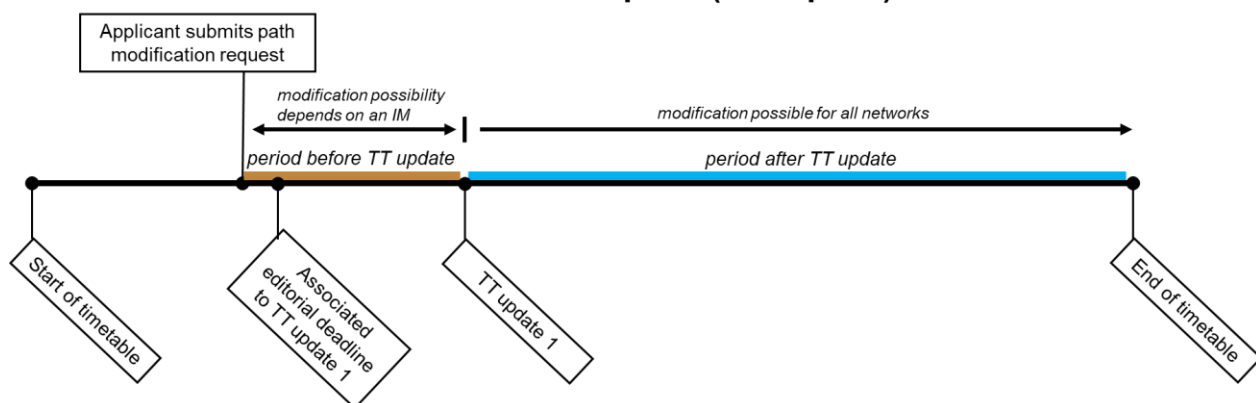 Applicant submits path
modification request
modification possibility
depends on an IM
modification possible for all networks
period before TT update
period after TT update
Start of timetable
Associated
editorial deadline
to TT update 1
TT update 1
End of timetable